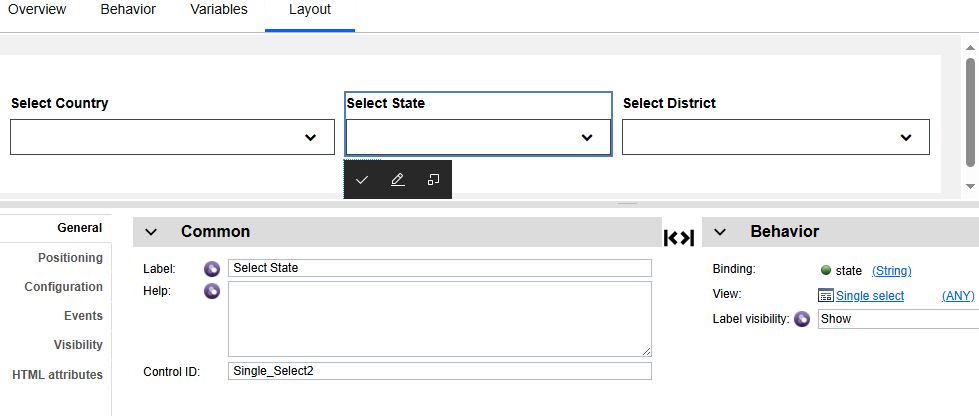 Overview Behavior Variables Layout
Select Country Select State Select District
General
Positioning
Configuration
Events
Visibility
HTML attributes
Common
Label: Select State
Help:
Control ID: Single_Select2
Behavior
Binding: state (String)
View: Single select (ANY)
Label visibility: Show